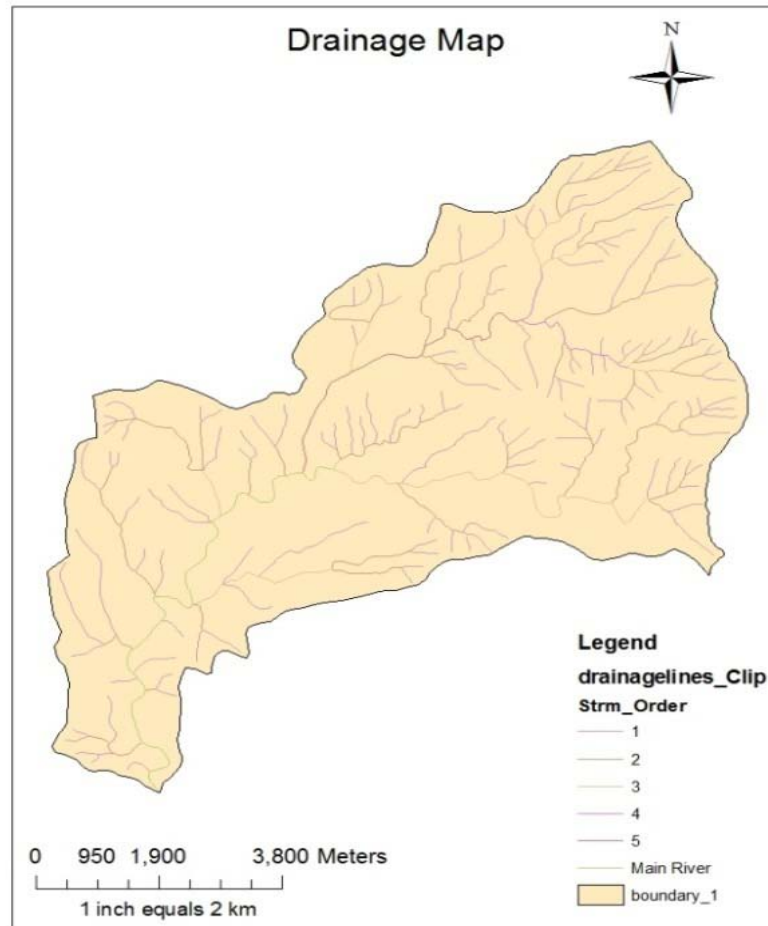 Drainage Map
N
Legend
drainagelines_Clip
Strm_Order
1
2
3
4
5
Main River
boundary_1
0 950 1,900 3,800 Meters
1 inch equals 2 km